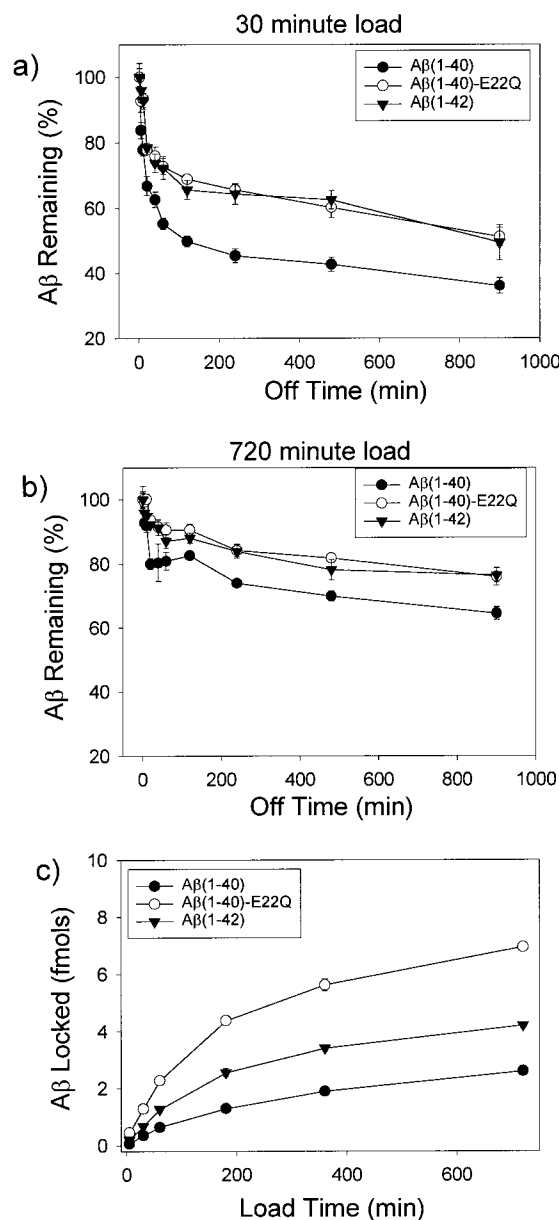 30 minute load
a)
Aβ(1-40)
Aβ(1-40)-E22Q
Aβ(1-42)
Aβ Remaining (%)
100
80
60
40
20
0 200 400 600 800 1000
Off Time (min)
720 minute load
b)
Aβ(1-40)
Aβ(1-40)-E22Q
Aβ(1-42)
Aβ Remaining (%)
100
80
60
40
20
0 200 400 600 800 1000
Off Time (min)
c)
Aβ(1-40)
Aβ(1-40)-E22Q
Aβ(1-42)
Aβ Locked (fmols)
10
8
6
4
2
0
0 200 400 600
Load Time (min)